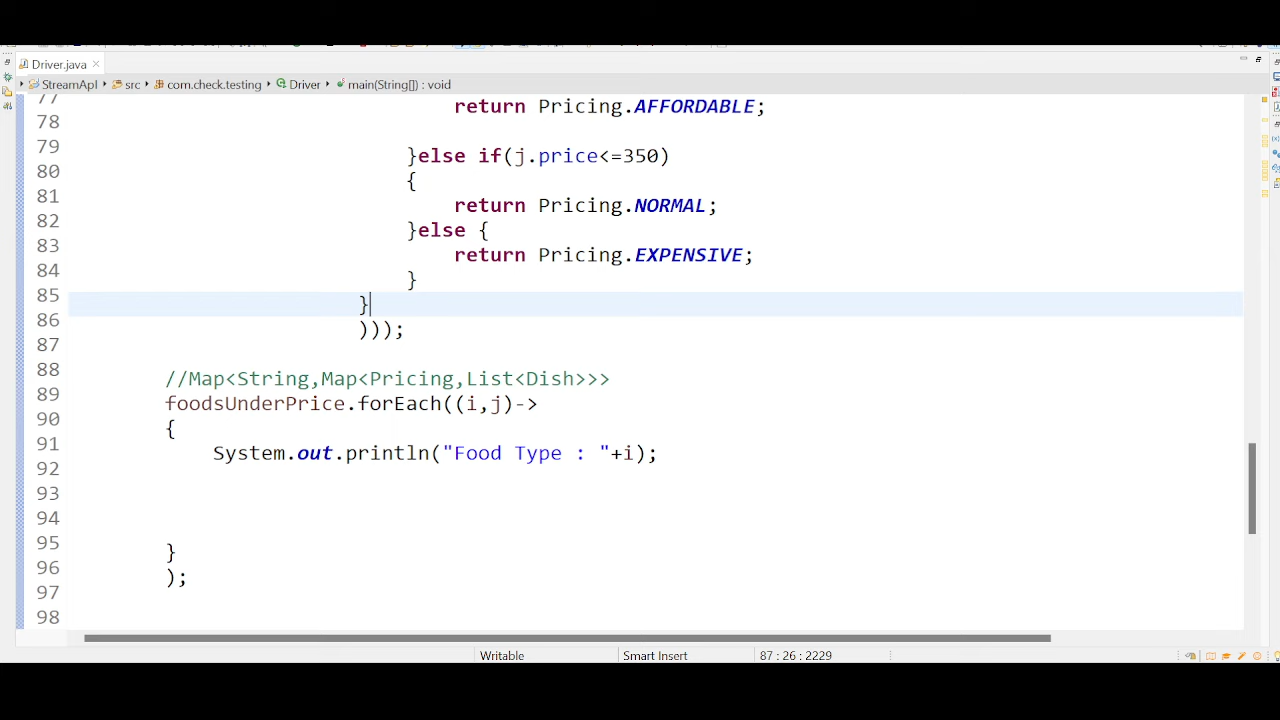 Driver.java
StreamApI src com.check.testing Driver main(String[]) : void
77 return Pricing.AFFORDABLE;
78
79 }else if(j.price<=350)
80 {
81 return Pricing.NORMAL;
82 }else {
83 return Pricing.EXPENSIVE;
84 }
85 }
86 )));
87
88 //Map<String,Map<Pricing,List<Dish>>>
89 foodsUnderPrice.forEach((i,j)->
90 {
91 System.out.println("Food Type : "+i);
92
93
94
95 }
96 );
97
98
Writable Smart Insert 87 : 26 : 2229